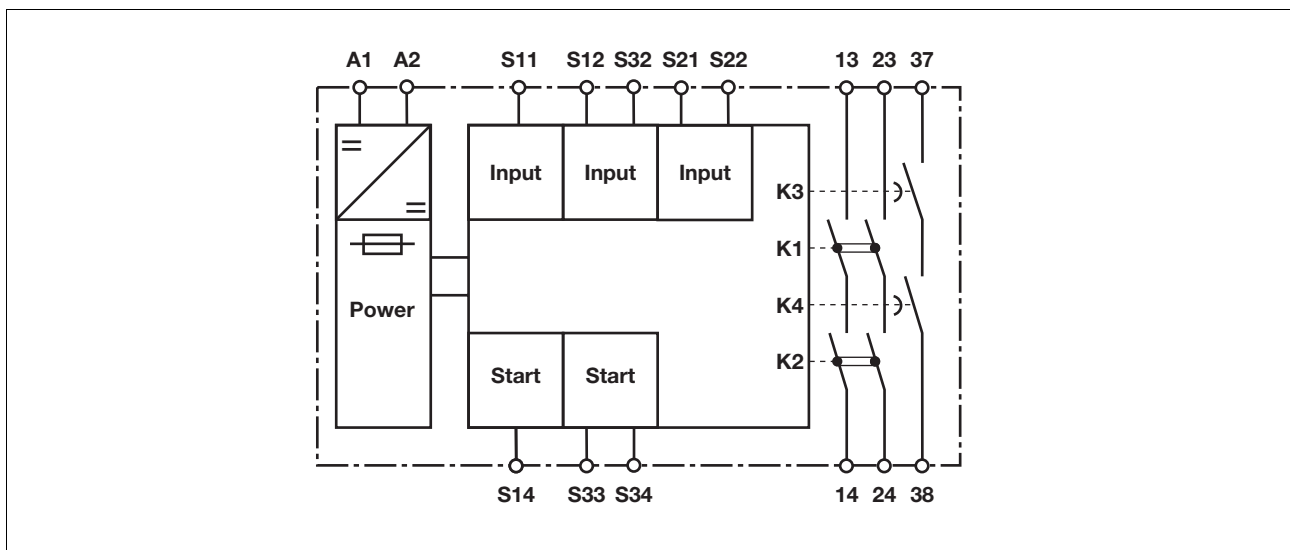 A1 A2 S11 S12 S32 S21 S22 13 23 37
Input Input Input
K3
K1
K4
Power
K2
Start Start
S14 S33 S34 14 24 38